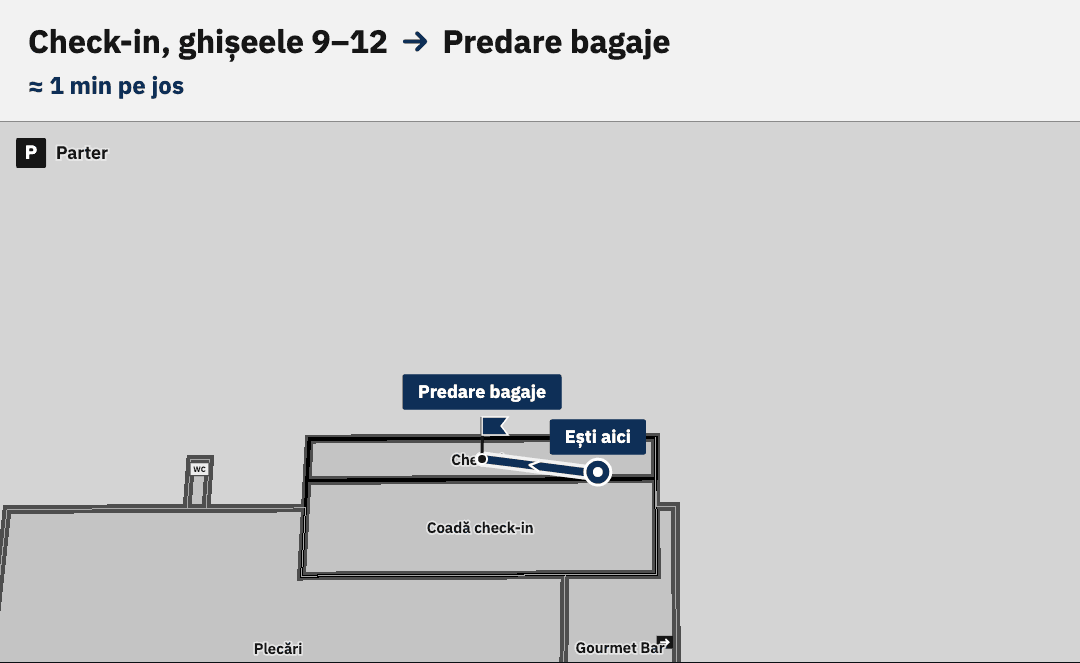 Check-in, ghișeele 9–12 → Predare bagaje
≈ 1 min pe jos
P Parter
Predare bagaje
Ești aici
Che
WC
Coadă check-in
Plecări
Gourmet Bar